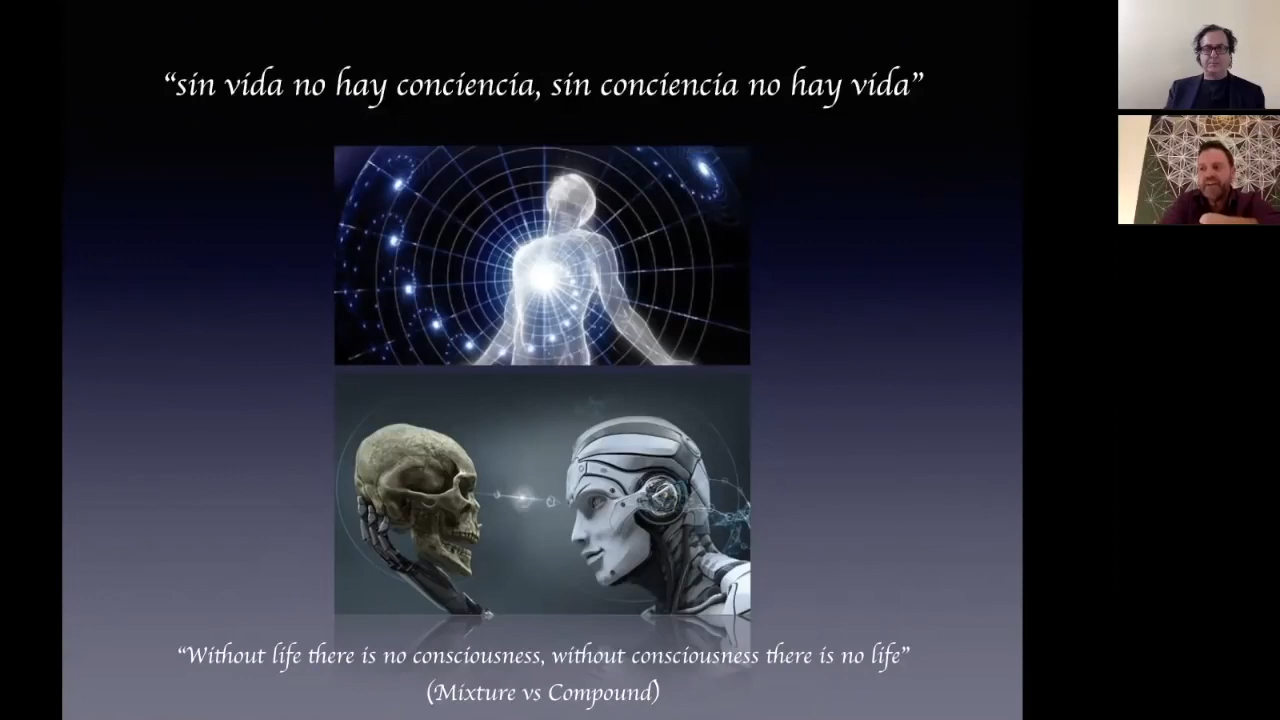 “sin vida no hay conciencia, sin conciencia no hay vida”
“Without life there is no consciousness, without consciousness there is no life”
(Mixture vs Compound)